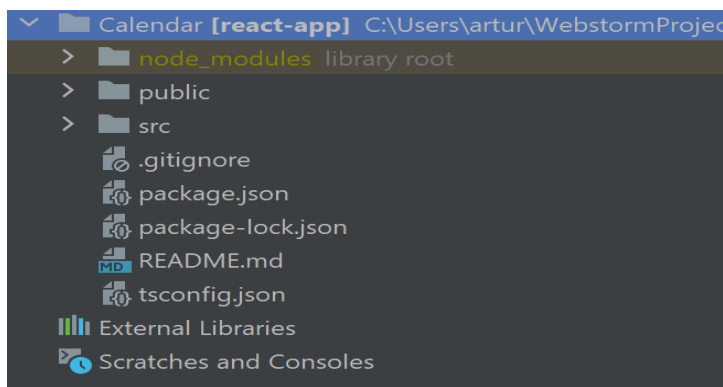 Calendar [react-app] C:\Users\artur\WebstormProjec
node_modules library root
public
src
.gitignore
package.json
package-lock.json
MD README.md
tsconfig.json
External Libraries
Scratches and Consoles